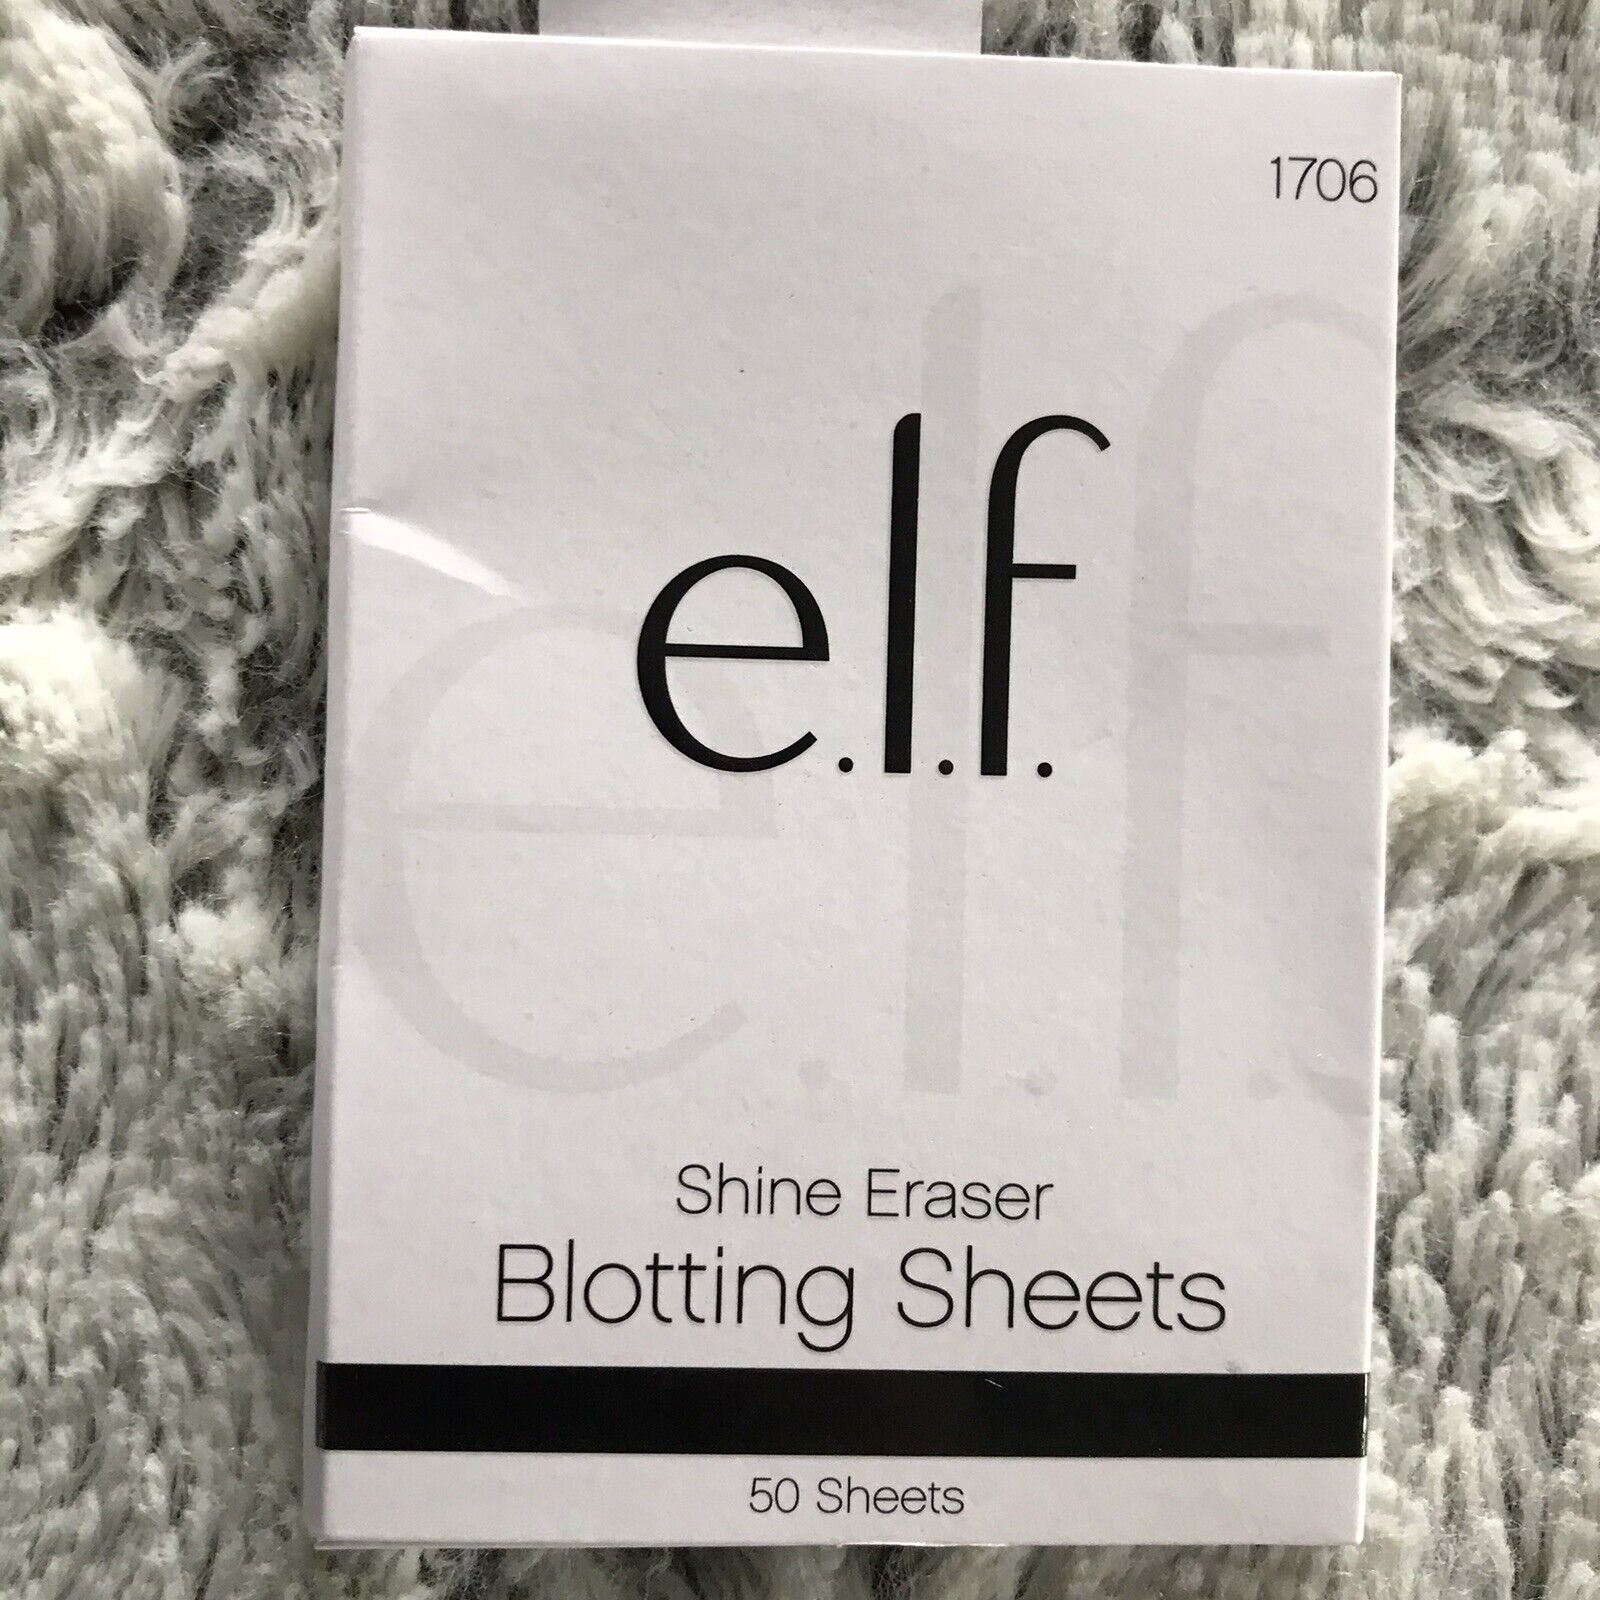 1706
e.l.f.
e.l.f.
Shine Eraser
Blotting Sheets
50 Sheets